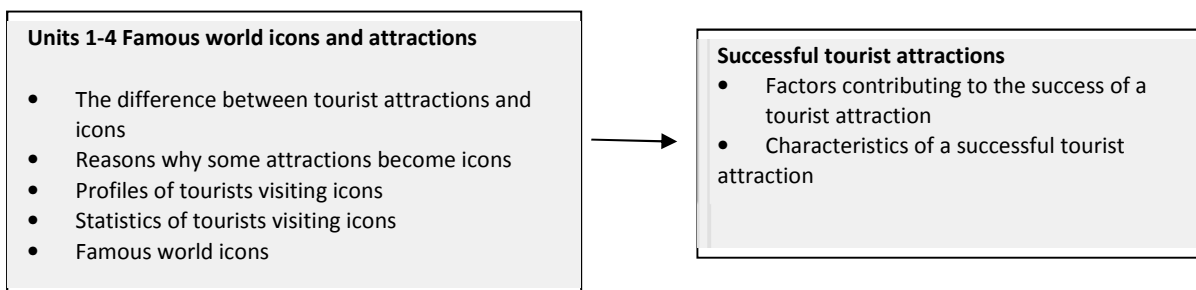 Units 1-4 Famous world icons and attractions
• The difference between tourist attractions and
icons
• Reasons why some attractions become icons
• Profiles of tourists visiting icons
• Statistics of tourists visiting icons
• Famous world icons
Successful tourist attractions
• Factors contributing to the success of a
tourist attraction
• Characteristics of a successful tourist
attraction